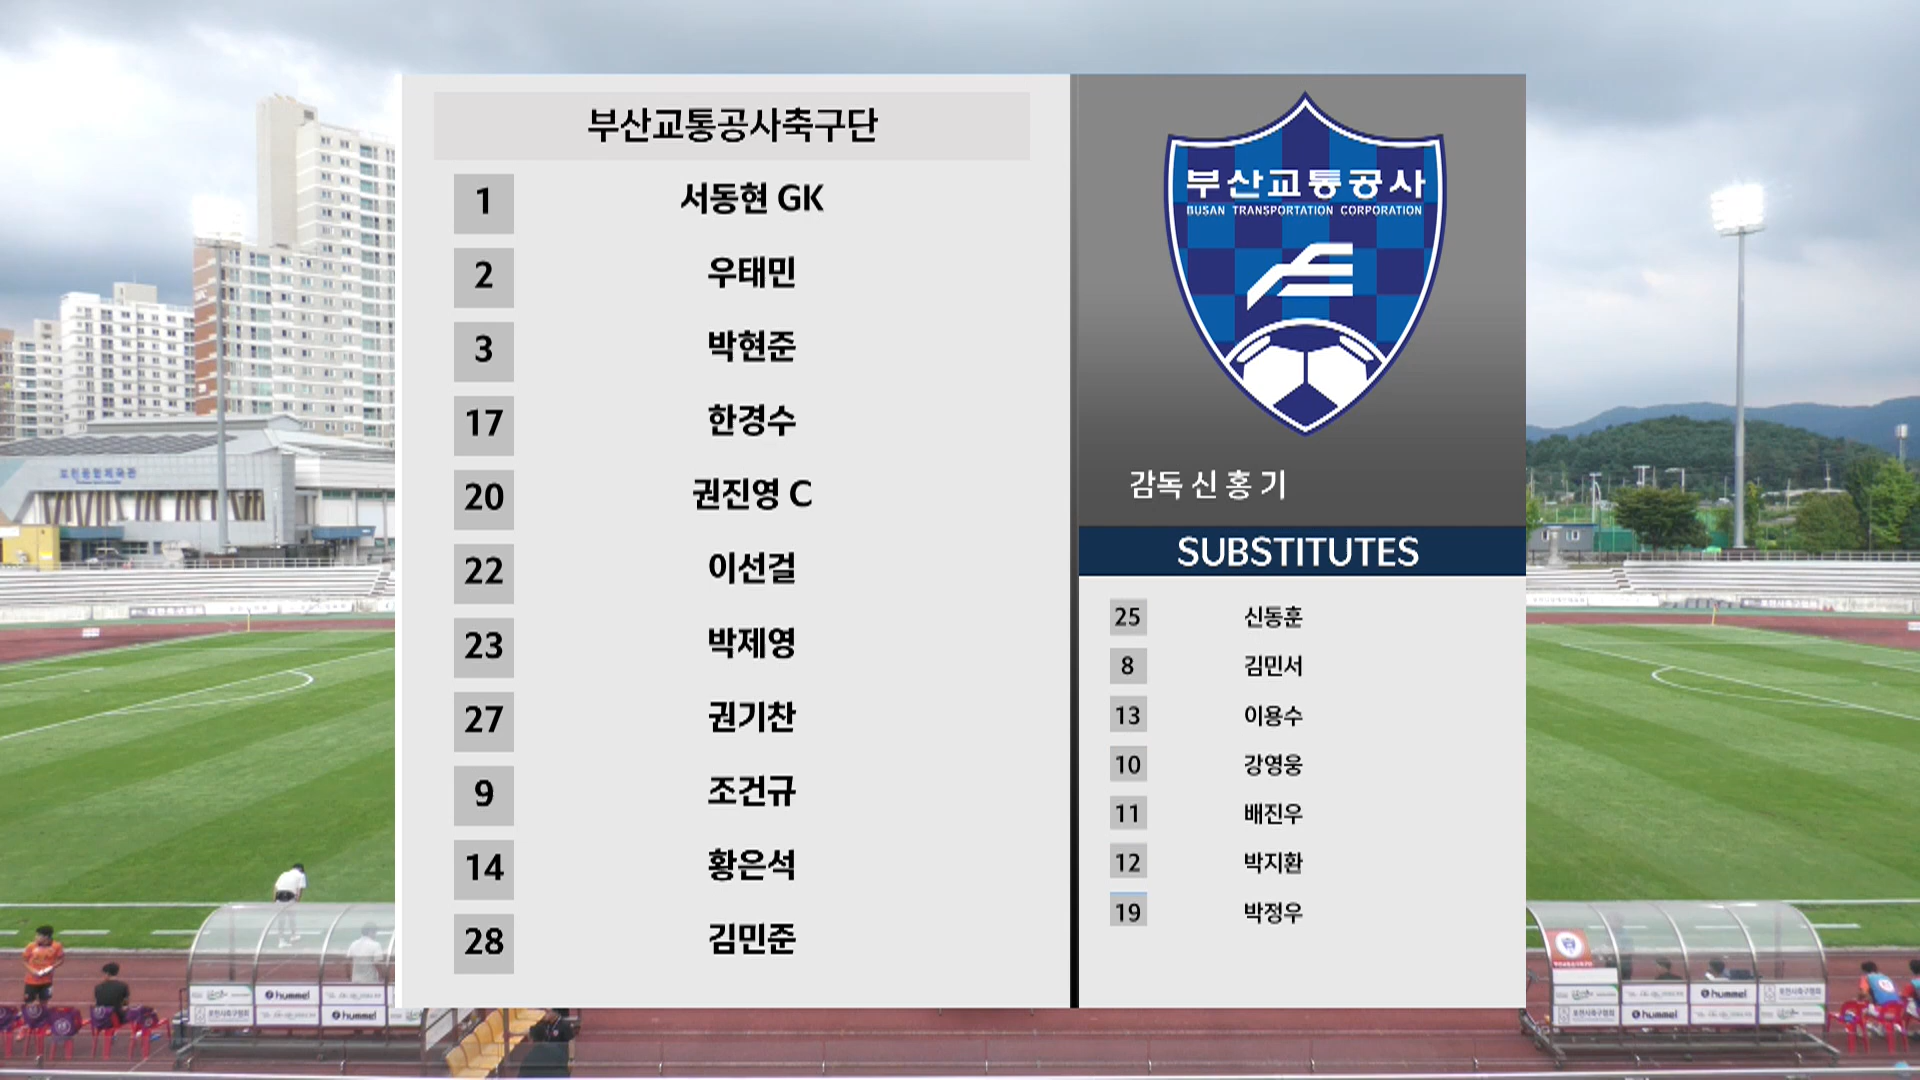 부산교통공사축구단
1 서동현 GK
2 우태민
3 박현준
17 한경수
20 권진영 C
22 이선걸
23 박제영
27 권기찬
9 조건규
14 황은석
28 김민준
부산교통공사
BUSAN TRANSPORTATION CORPORATION
감독 신 홍 기
SUBSTITUTES
25 신동훈
8 김민서
13 이용수
10 강영웅
11 배진우
12 박지환
19 박정우
hummel
hummel
hummel
hummel